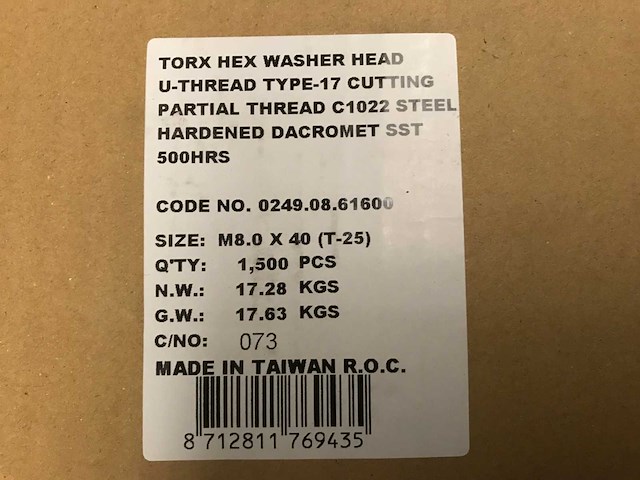 TORX HEX WASHER HEAD
U-THREAD TYPE-17 CUTTING
PARTIAL THREAD C1022 STEEL
HARDENED DACROMET SST
500HRS
CODE NO. 0249.08.61600
SIZE: M8.0 X 40 (T-25)
Q'TY: 1,500 PCS
N.W.: 17.28 KGS
G.W.: 17.63 KGS
C/NO: 073
MADE IN TAIWAN R.O.C.
8 712811 769435